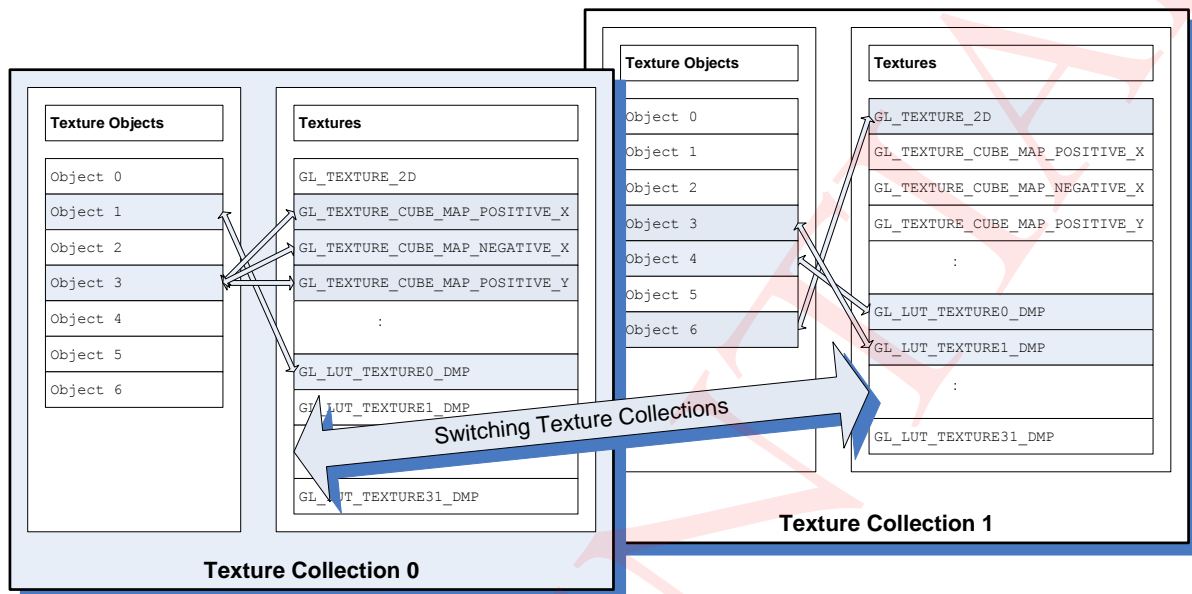 Texture Objects
Object 0
Object 1
Object 2
Object 3
Object 4
Object 5
Object 6
Textures
GL_TEXTURE_2D
GL_TEXTURE_CUBE_MAP_POSITIVE_X
GL_TEXTURE_CUBE_MAP_NEGATIVE_X
GL_TEXTURE_CUBE_MAP_POSITIVE_Y
:
GL_LUT_TEXTURE0_DMP
GL_LUT_TEXTURE1_DMP
GL_LUT_TEXTURE31_DMP
Texture Collection 0
Switching Texture Collections
Texture Objects
Object 0
Object 1
Object 2
Object 3
Object 4
Object 5
Object 6
Textures
GL_TEXTURE_2D
GL_TEXTURE_CUBE_MAP_POSITIVE_X
GL_TEXTURE_CUBE_MAP_NEGATIVE_X
GL_TEXTURE_CUBE_MAP_POSITIVE_Y
:
GL_LUT_TEXTURE0_DMP
GL_LUT_TEXTURE1_DMP
:
GL_LUT_TEXTURE31_DMP
Texture Collection 1